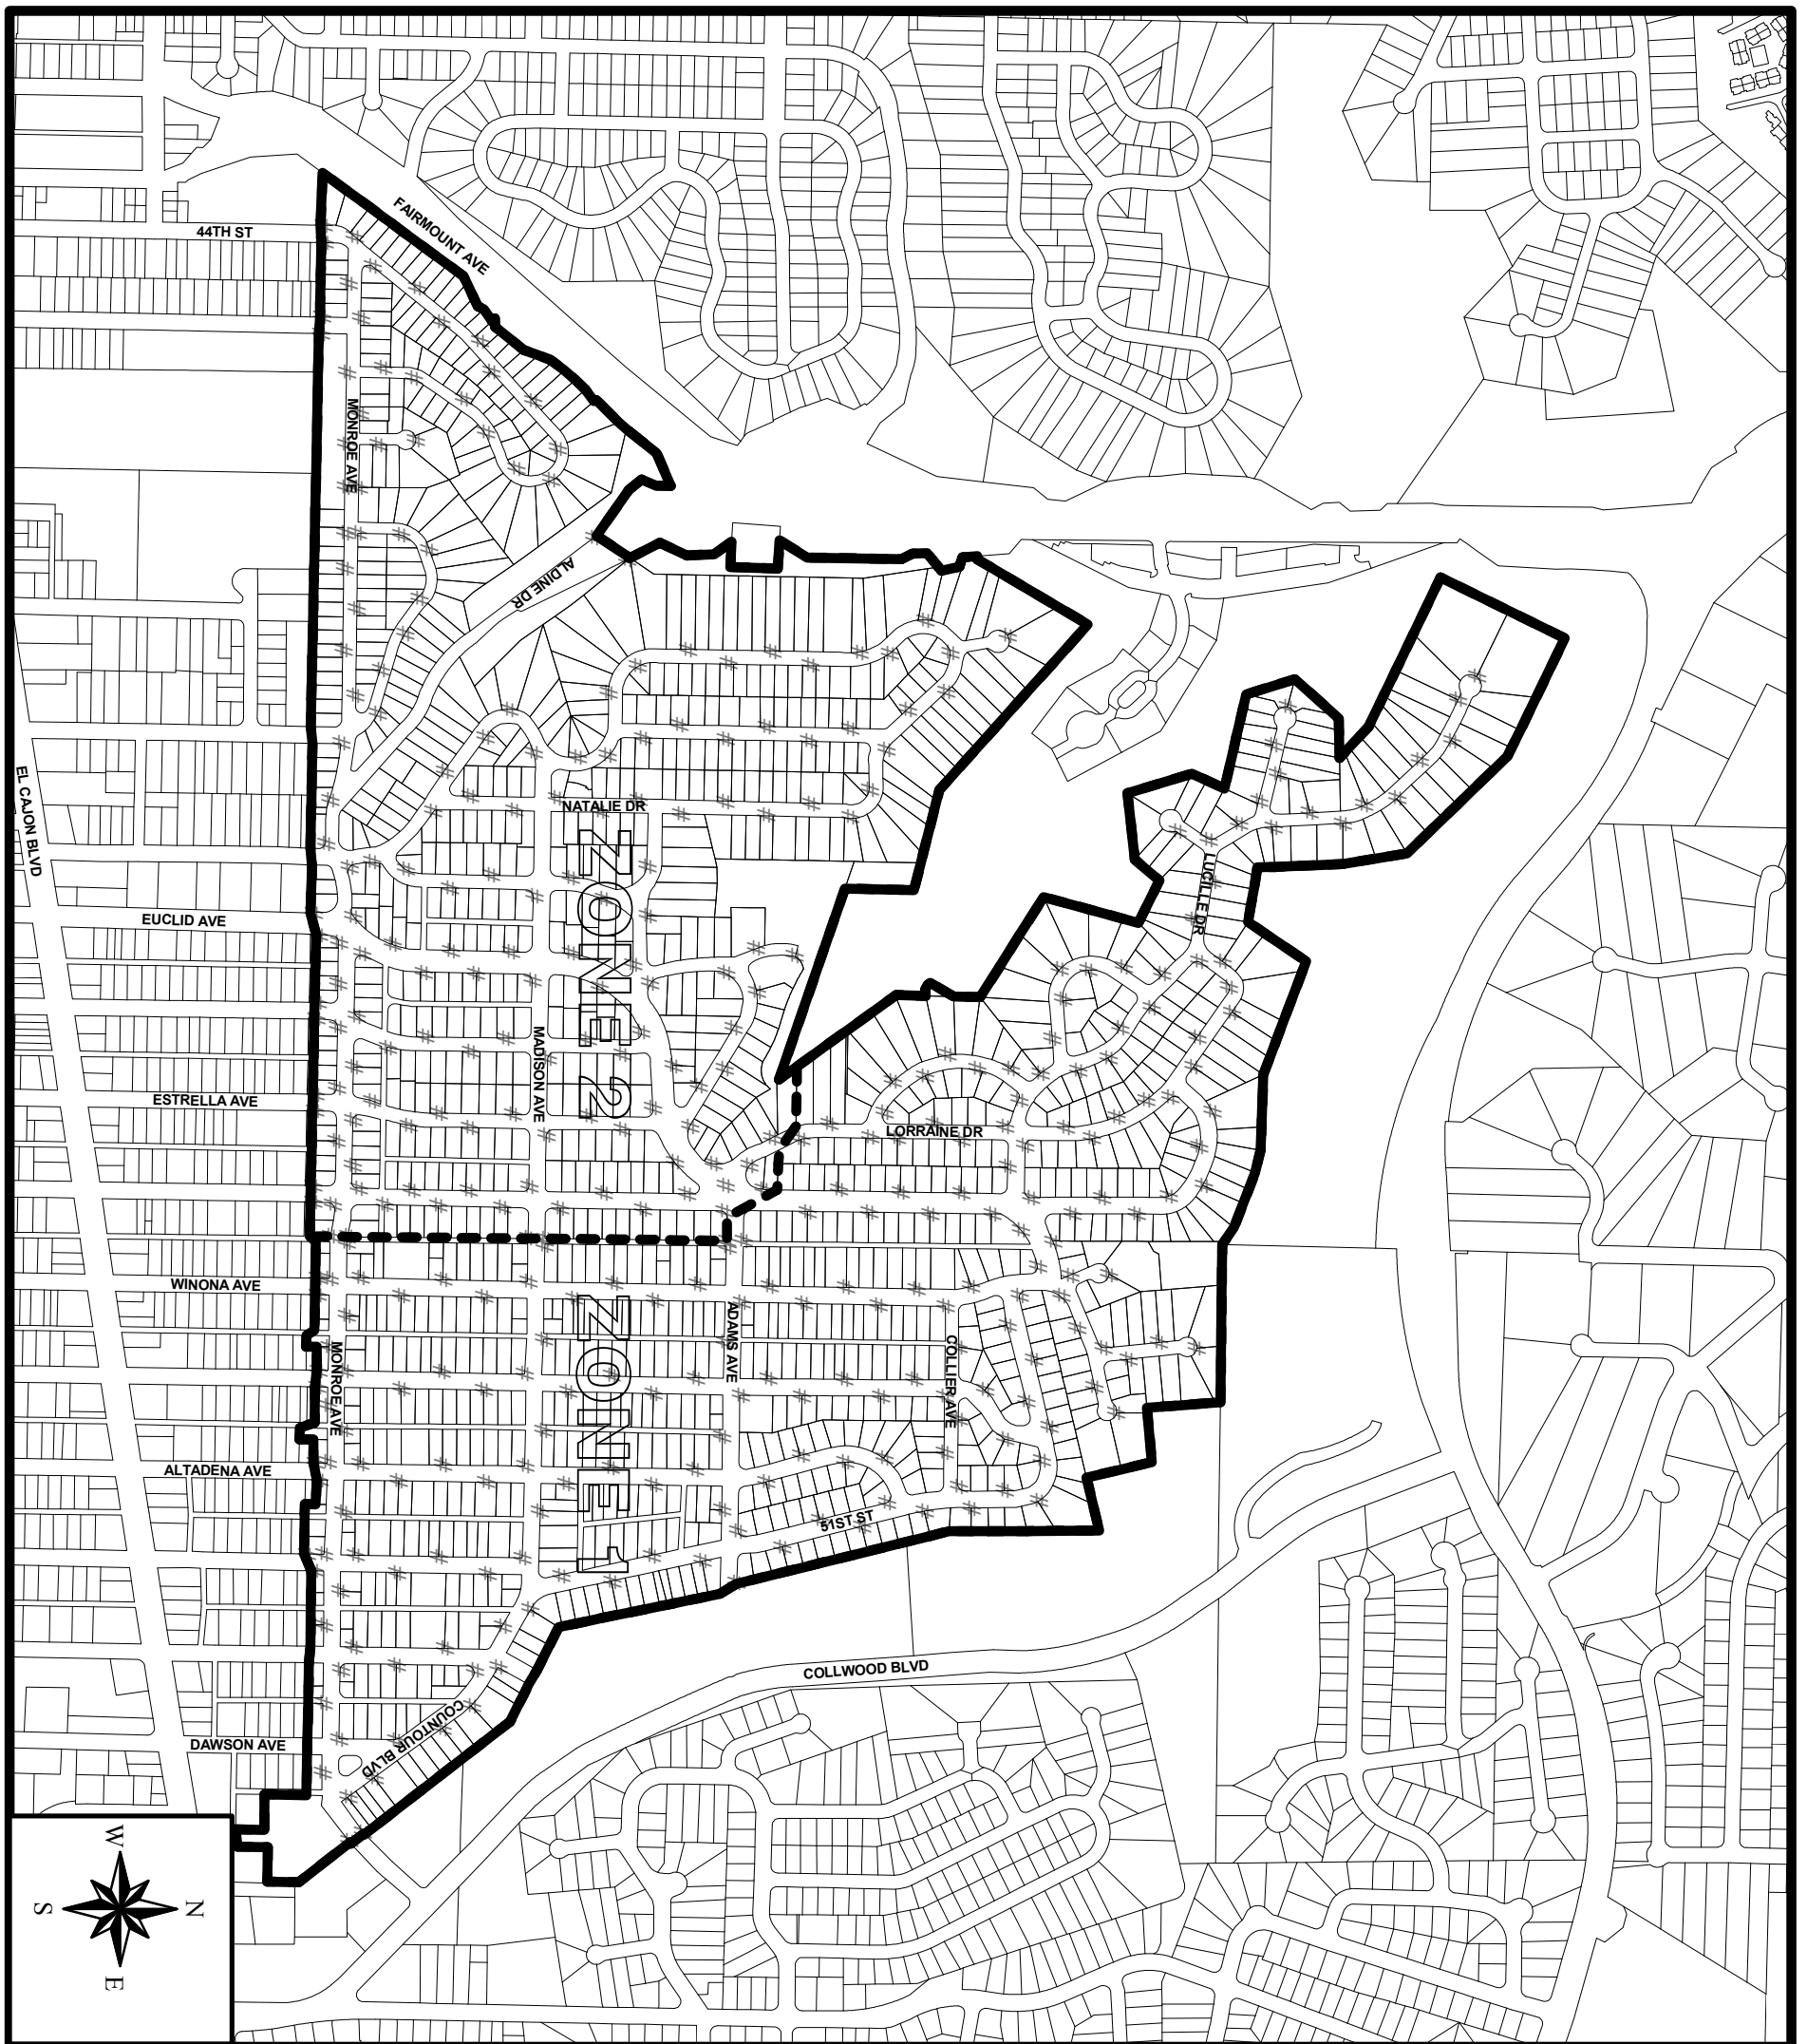 FAIRMOUNT AVE
44TH ST
MONROE AVE
ALDINE DR
EL CAJON BLVD
NATALIE DR
ZONE 2
LUCILLE DR
EUCLID AVE
MADISON AVE
ESTRELLA AVE
LORRAINE DR
WINONA AVE
ZONE 1
ADAMS AVE
COLLIER AVE
MONROE AVE
ALTADENA AVE
51ST ST
COLLWOOD BLVD
COUNTOUR BLVD
DAWSON AVE
W
N
S
E